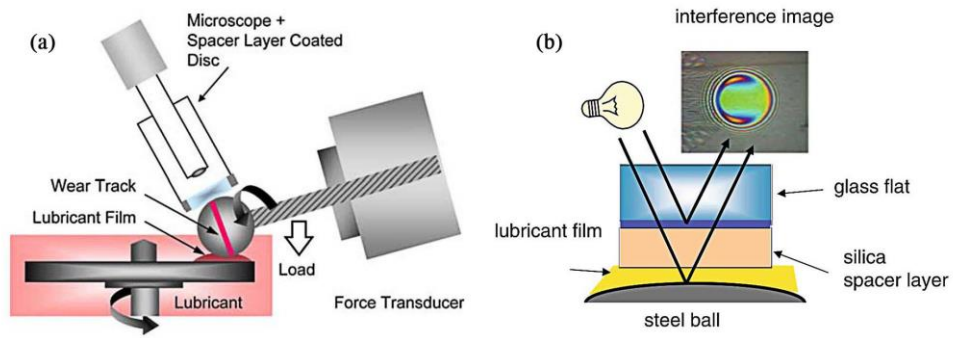 (a)
Microscope +
Spacer Layer Coated
Disc
Wear Track
Lubricant Film
Load
Lubricant
Force Transducer
(b)
interference image
glass flat
lubricant film
silica
spacer layer
steel ball